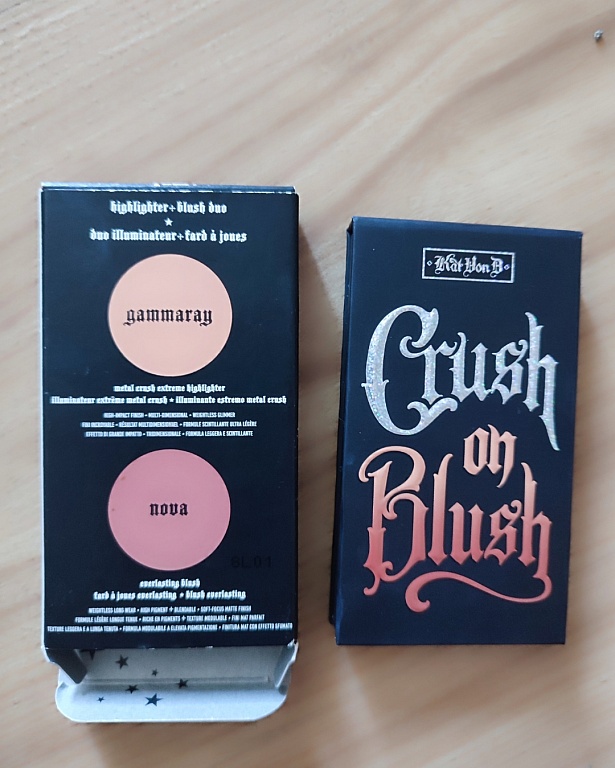 highlighter+blush duo
★
duo illuminateur+fard à joues
gammaray
metal crush extreme highlighter
illuminateur extrême metal crush ★ illuminante estremo metal crush
HIGH-IMPACT FINISH • MULTI-DIMENSIONAL • WEIGHTLESS GLIMMER
FINI INCROYABLE • RÉSULTAT MULTIDIMENSIONNEL • FORMULE SCINTILLANTE ULTRA LÉGÈRE
EFFETTO DI GRANDE IMPATTO • TRIDIMENSIONALE • FORMULA LEGGERA E SCINTILLANTE
nova
GL01
everlasting blush
fard à joues everlasting • blush everlasting
WEIGHTLESS LONG-WEAR • HIGH PIGMENT + BLENDABLE • SOFT-FOCUS MATTE FINISH
FORMULE LÉGÈRE LONGUE TENUE • RICHE EN PIGMENTS + TEXTURE MODULABLE • FINI MAT PARFAIT
TEXTURE LEGGERA E A LUNGA TENUTA • FORMULA MODULABILE A ELEVATA PIGMENTAZIONE • FINITURA MAT CON EFFETTO SFUMATO
Kat Von D
Crush
on
Blush